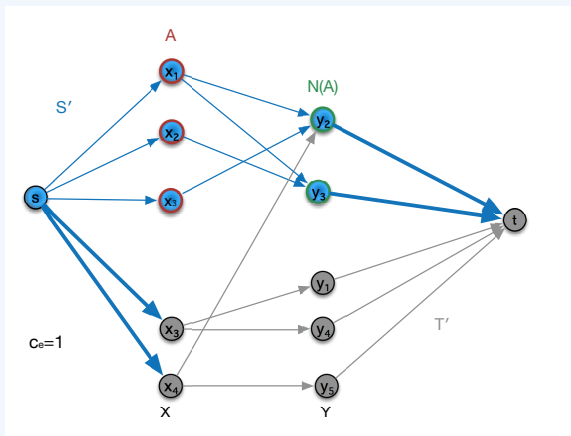 A
x₁
S′
N(A)
y₂
x₂
y₃
s
x₃
t
y₁
T′
x₃
y₄
cₑ=1
x₄
y₅
X
Y